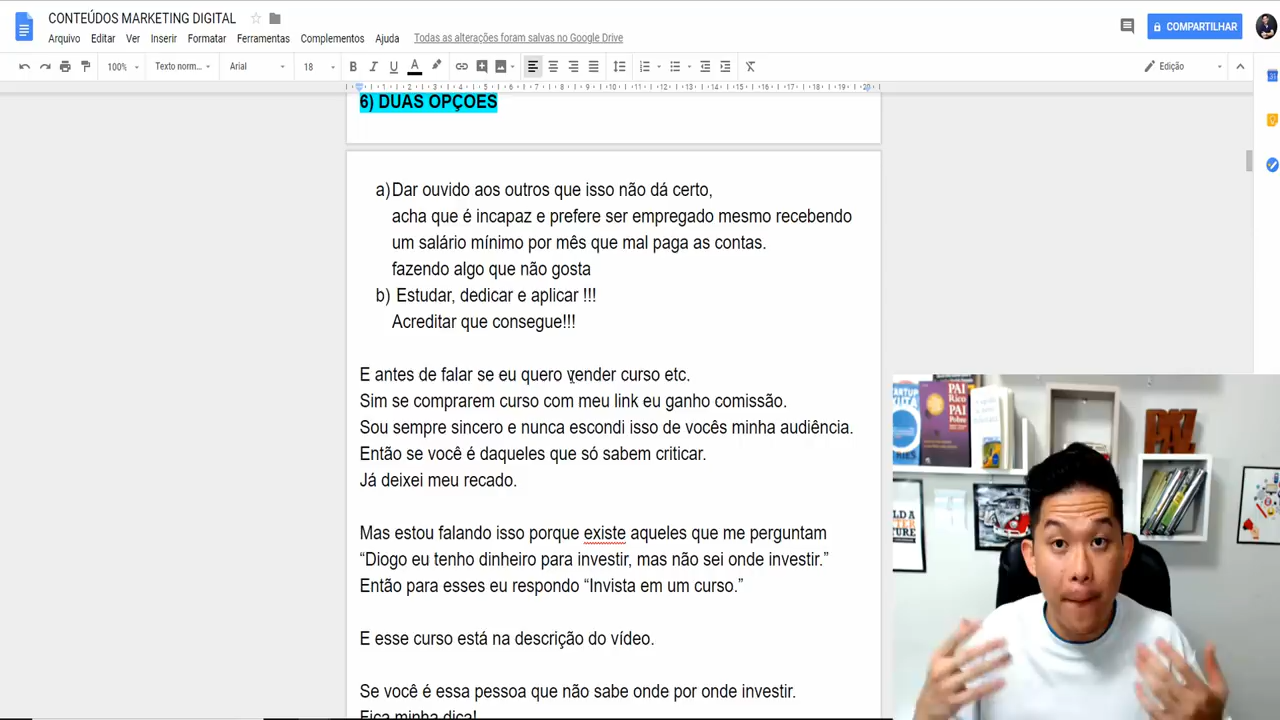 CONTEÚDOS MARKETING DIGITAL
Arquivo Editar Ver Inserir Formatar Ferramentas Complementos Ajuda Todas as alterações foram salvas no Google Drive
COMPARTILHAR
100% Texto norm... Arial 18 Edição
6) DUAS OPÇÕES
a)Dar ouvido aos outros que isso não dá certo,
acha que é incapaz e prefere ser empregado mesmo recebendo
um salário mínimo por mês que mal paga as contas.
fazendo algo que não gosta
b) Estudar, dedicar e aplicar !!!
Acreditar que consegue!!!
E antes de falar se eu quero vender curso etc.
Sim se comprarem curso com meu link eu ganho comissão.
Sou sempre sincero e nunca escondi isso de vocês minha audiência.
Então se você é daqueles que só sabem criticar.
Já deixei meu recado.
Mas estou falando isso porque existe aqueles que me perguntam
“Diogo eu tenho dinheiro para investir, mas não sei onde investir.”
Então para esses eu respondo “Invista em um curso.”
E esse curso está na descrição do vídeo.
Se você é essa pessoa que não sabe onde por onde investir.
Fica minha dica!
PAI
Rico
PAI
Pobre
PAZ